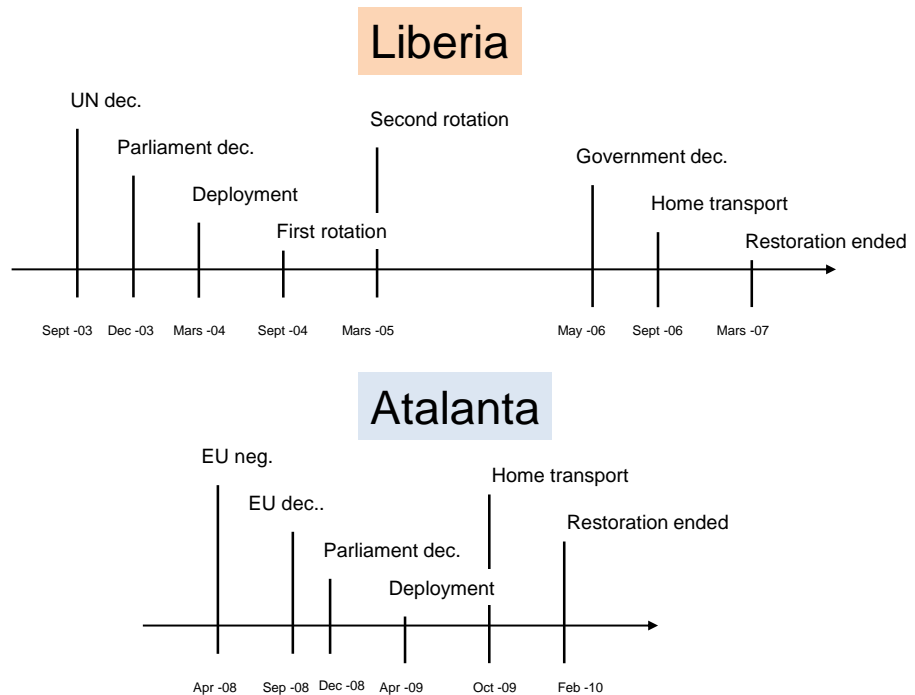 Liberia
UN dec.
Second rotation
Parliament dec.
Government dec.
Deployment
Home transport
First rotation
Restoration ended
Sept -03 Dec -03 Mars -04 Sept -04 Mars -05 May -06 Sept -06 Mars -07
Atalanta
EU neg.
Home transport
EU dec..
Restoration ended
Parliament dec.
Deployment
Apr -08 Sep -08 Dec -08 Apr -09 Oct -09 Feb -10